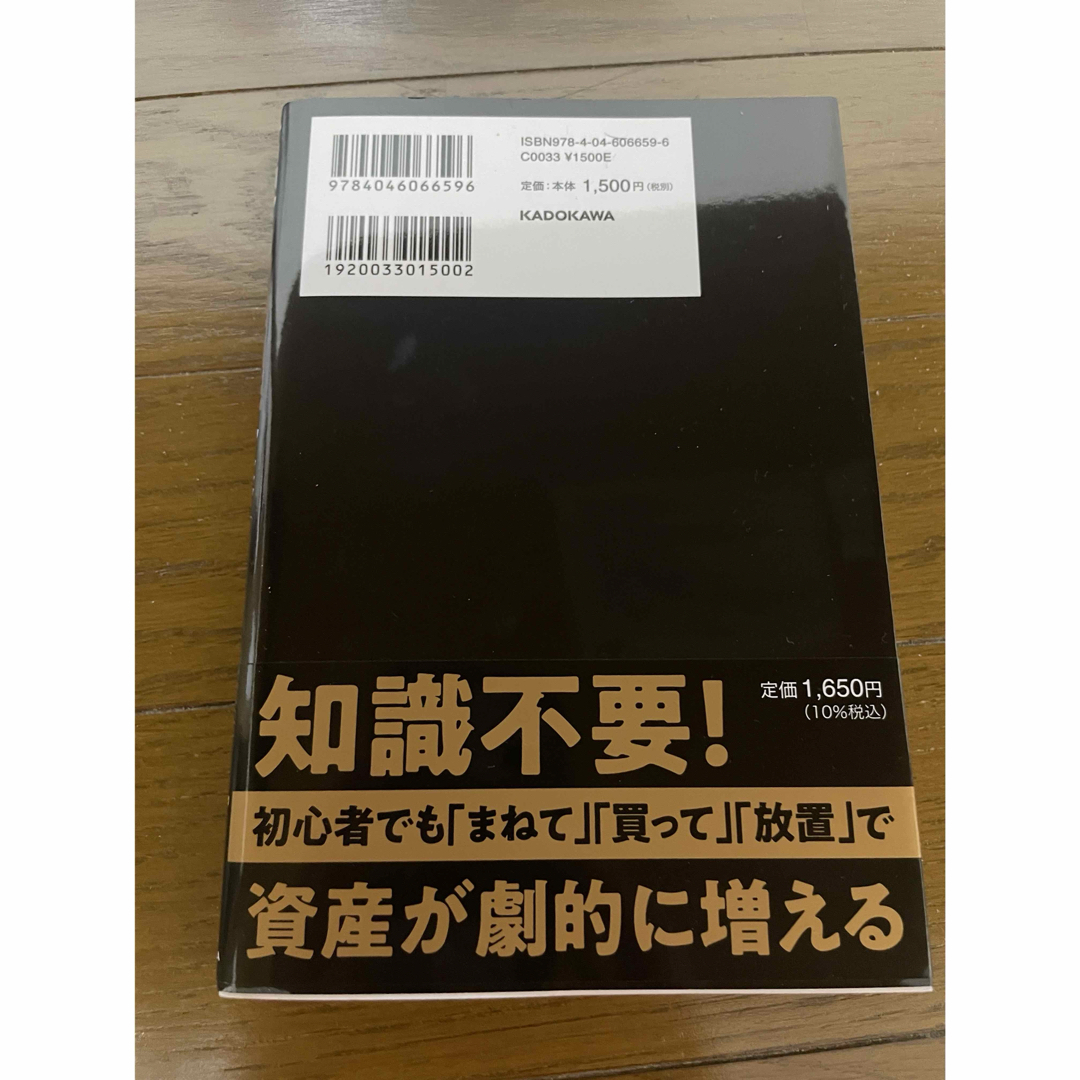 9784046066596
1920033015002
ISBN978-4-04-606659-6
C0033 ¥1500E
定価：本体 1,500円（税別）
KADOKAWA
知識不要！
定価 1,650円
（10%税込）
初心者でも「まねて」「買って」「放置」で
資産が劇的に増える